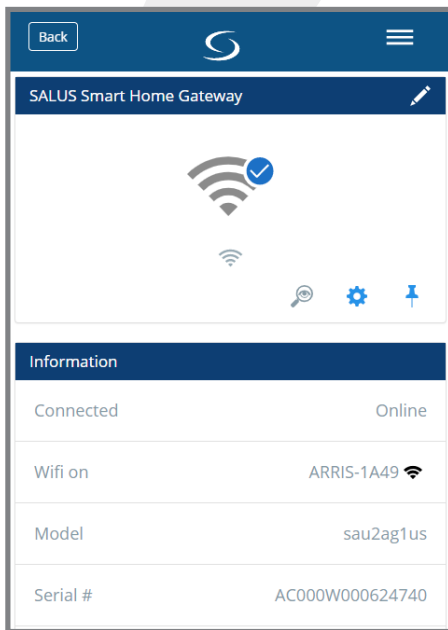 Back
SALUS Smart Home Gateway
Information
Connected Online
Wifi on ARRIS-1A49
Model sau2ag1us
Serial # AC000W000624740